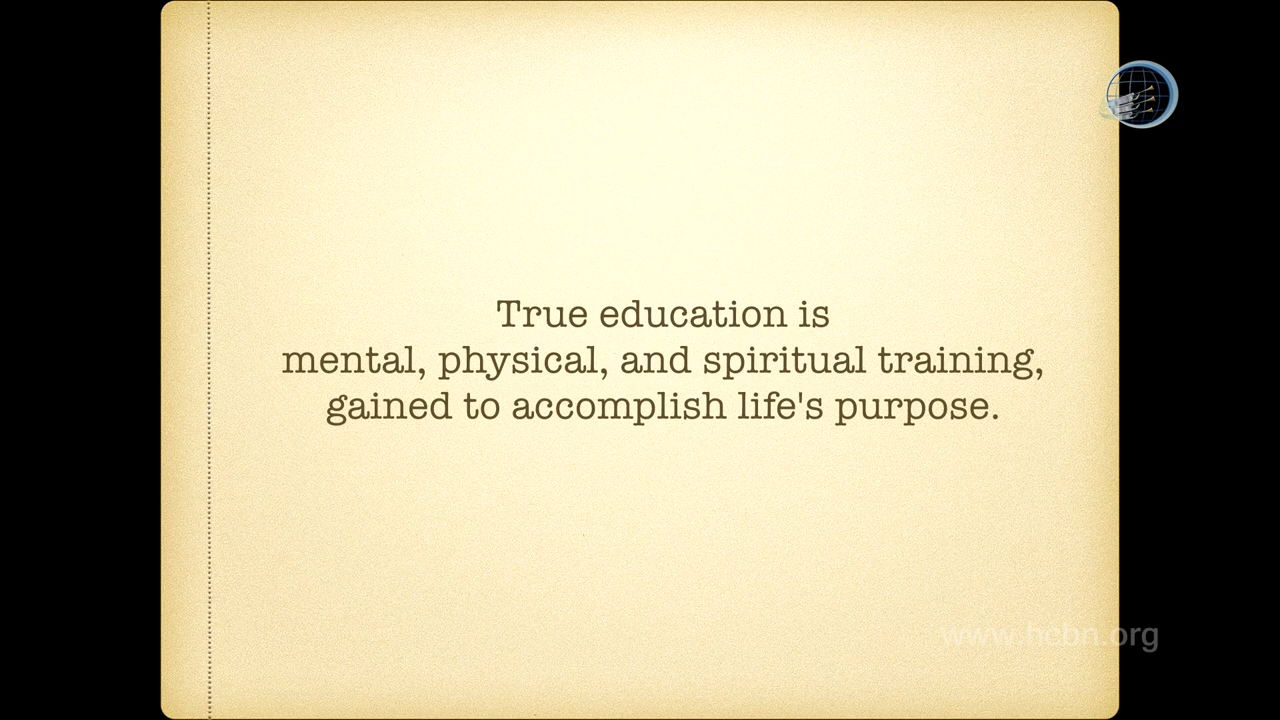 True education is
mental, physical, and spiritual training,
gained to accomplish life's purpose.
www.hcbn.org